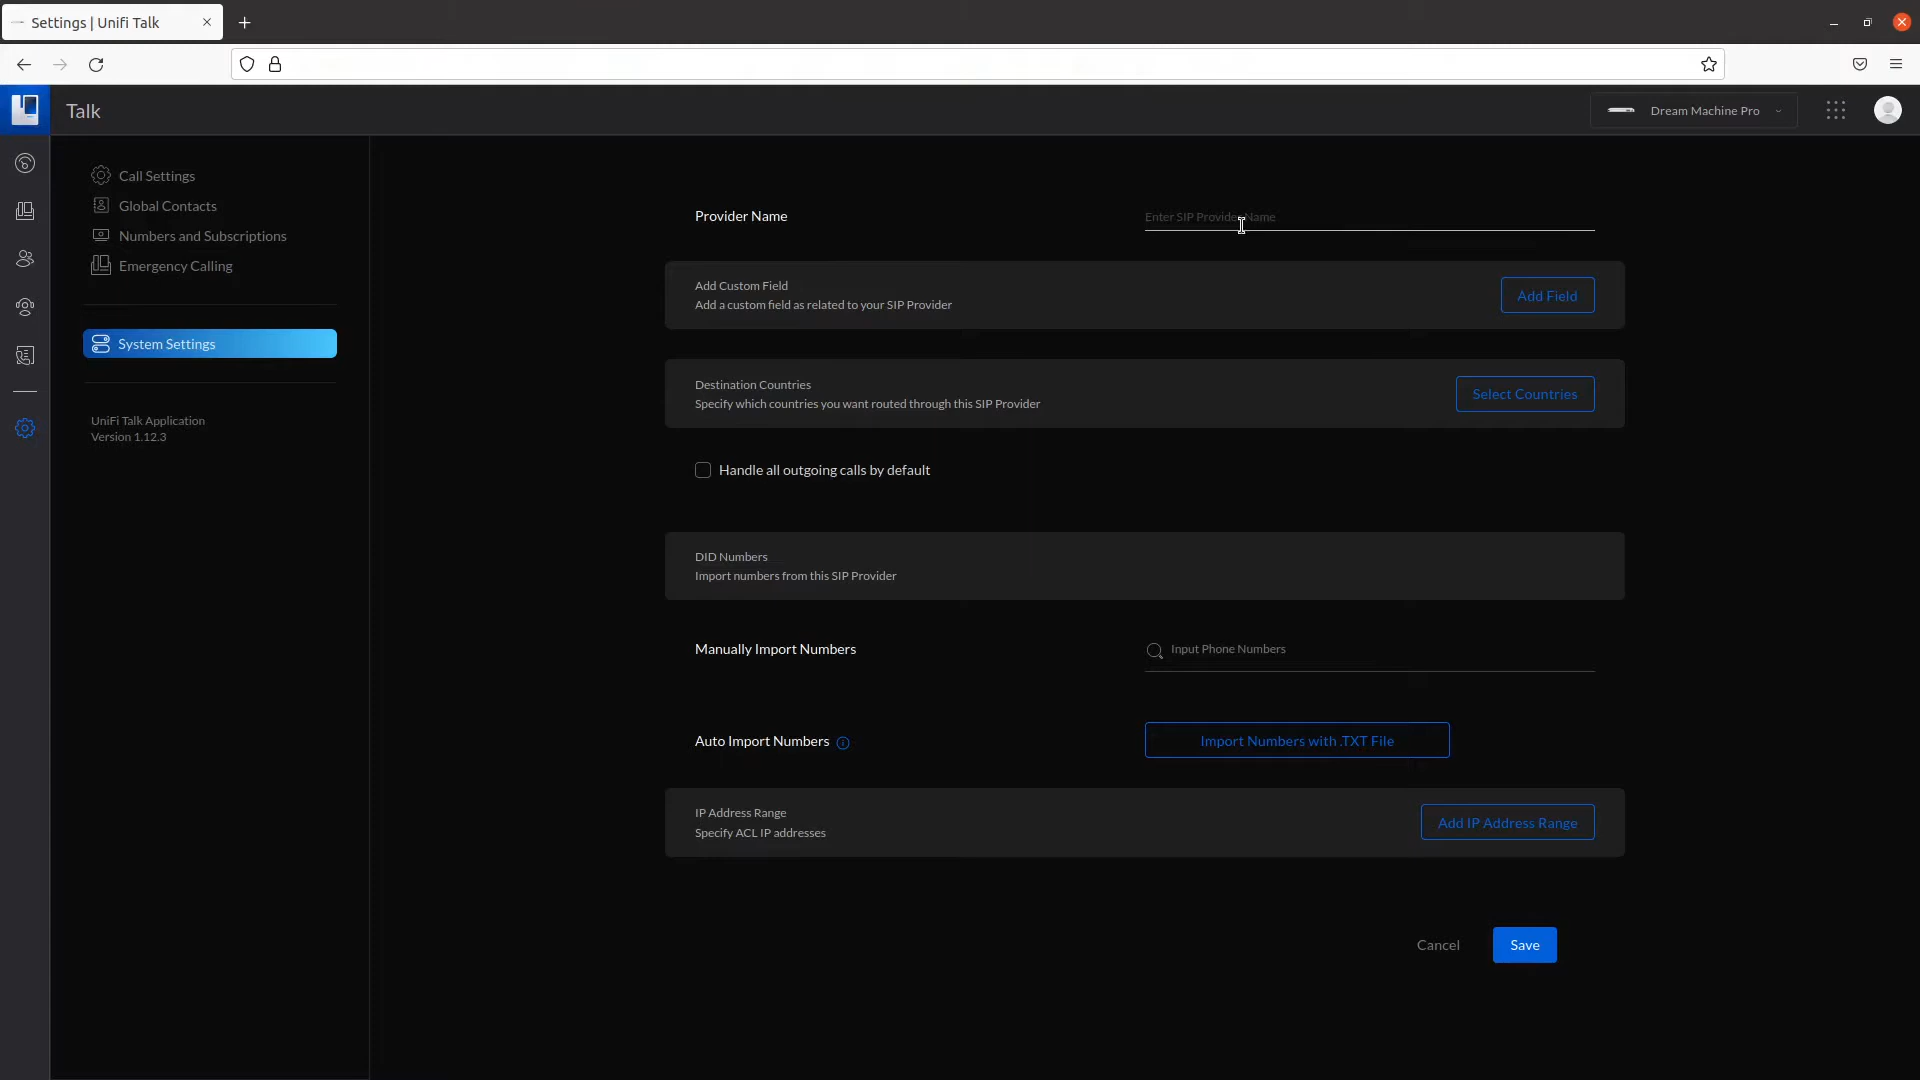 Settings | Unifi Talk
Talk
Dream Machine Pro
Call Settings
Global Contacts
Numbers and Subscriptions
Emergency Calling
System Settings
UniFi Talk Application
Version 1.12.3
Provider Name
Enter SIP Provider Name
Add Custom Field
Add a custom field as related to your SIP Provider
Add Field
Destination Countries
Specify which countries you want routed through this SIP Provider
Select Countries
Handle all outgoing calls by default
DID Numbers
Import numbers from this SIP Provider
Manually Import Numbers
Input Phone Numbers
Auto Import Numbers
Import Numbers with .TXT File
IP Address Range
Specify ACL IP addresses
Add IP Address Range
Cancel
Save